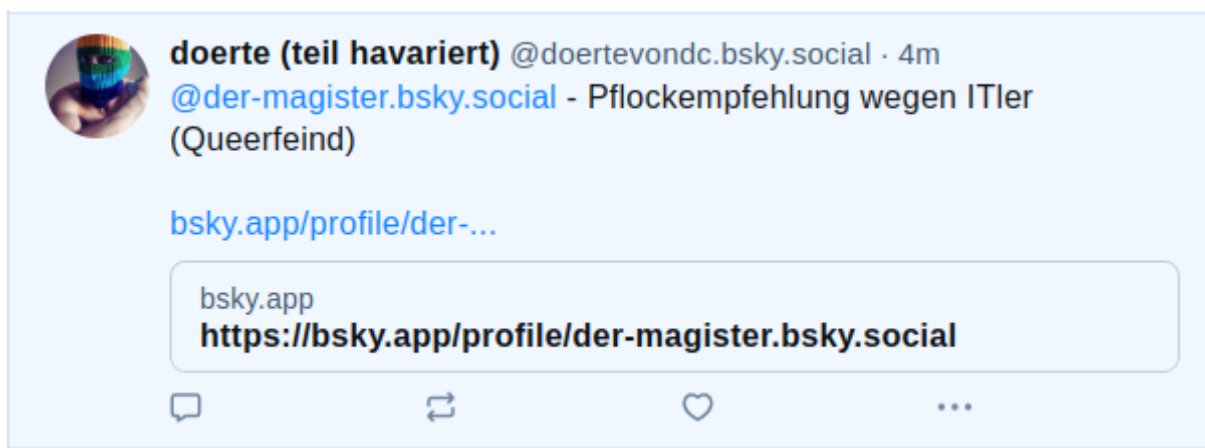 doerte (teil havariert) @doertevondc.bsky.social · 4m
@der-magister.bsky.social - Pflockempfehlung wegen ITler
(Queerfeind)
bsky.app/profile/der-...
bsky.app
https://bsky.app/profile/der-magister.bsky.social